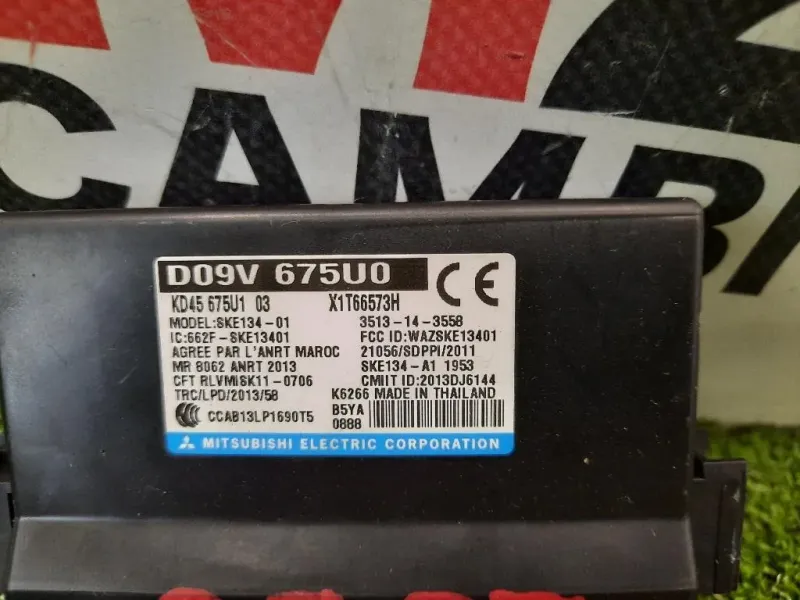 CAMBI
D09V 675U0 CE
KD45 675U1 03 X1T66573H
MODEL:SKE134-01 3513-14-3558
IC:662F-SKE13401 FCC ID:WAZSKE13401
AGREE PAR L'ANRT MAROC 21056/SDPPI/2011
MR 8062 ANRT 2013 SKE134-A1 1953
CFT RLVMISK11-0706 CMIIT ID:2013DJ6144
TRC/LPD/2013/58 K6266 MADE IN THAILAND
CCAB13LP1690T5 B5YA
0888
MITSUBISHI ELECTRIC CORPORATION